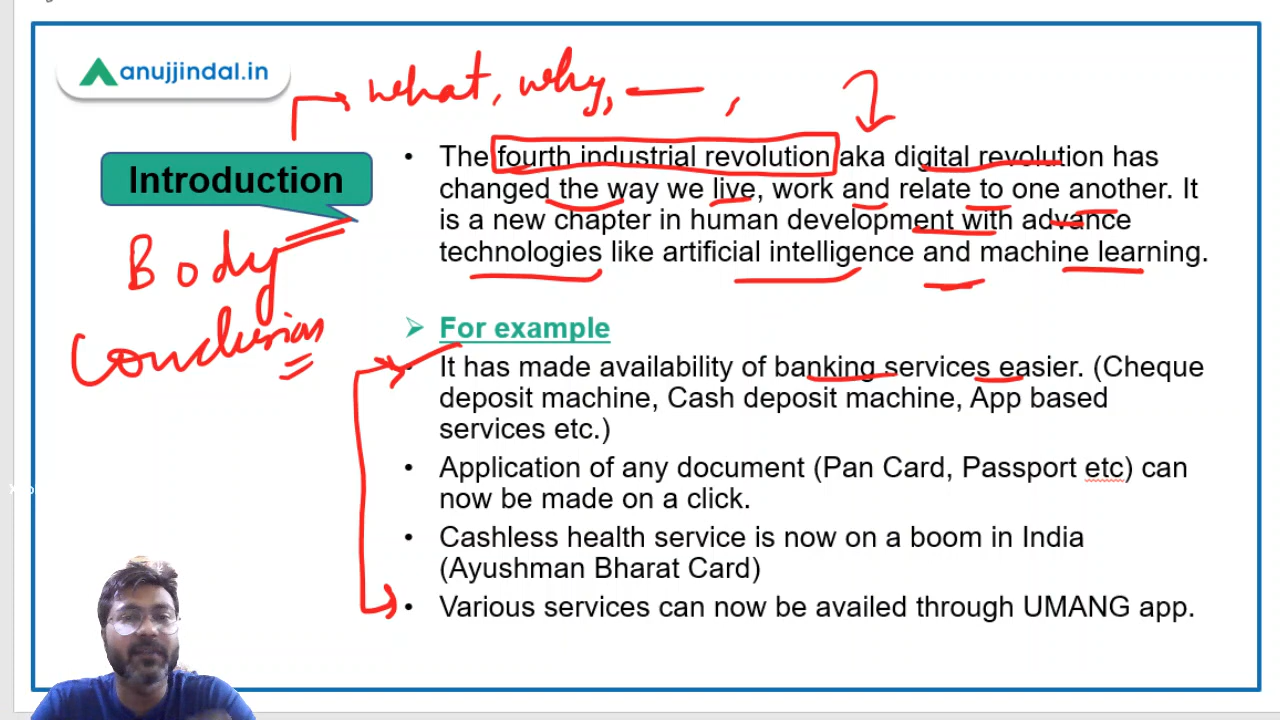 anujjindal.in
what, why,
Introduction
Body
Conclusion
• The fourth industrial revolution aka digital revolution has
changed the way we live, work and relate to one another. It
is a new chapter in human development with advance
technologies like artificial intelligence and machine learning.
➢ For example
• It has made availability of banking services easier. (Cheque
deposit machine, Cash deposit machine, App based
services etc.)
• Application of any document (Pan Card, Passport etc) can
now be made on a click.
• Cashless health service is now on a boom in India
(Ayushman Bharat Card)
• Various services can now be availed through UMANG app.